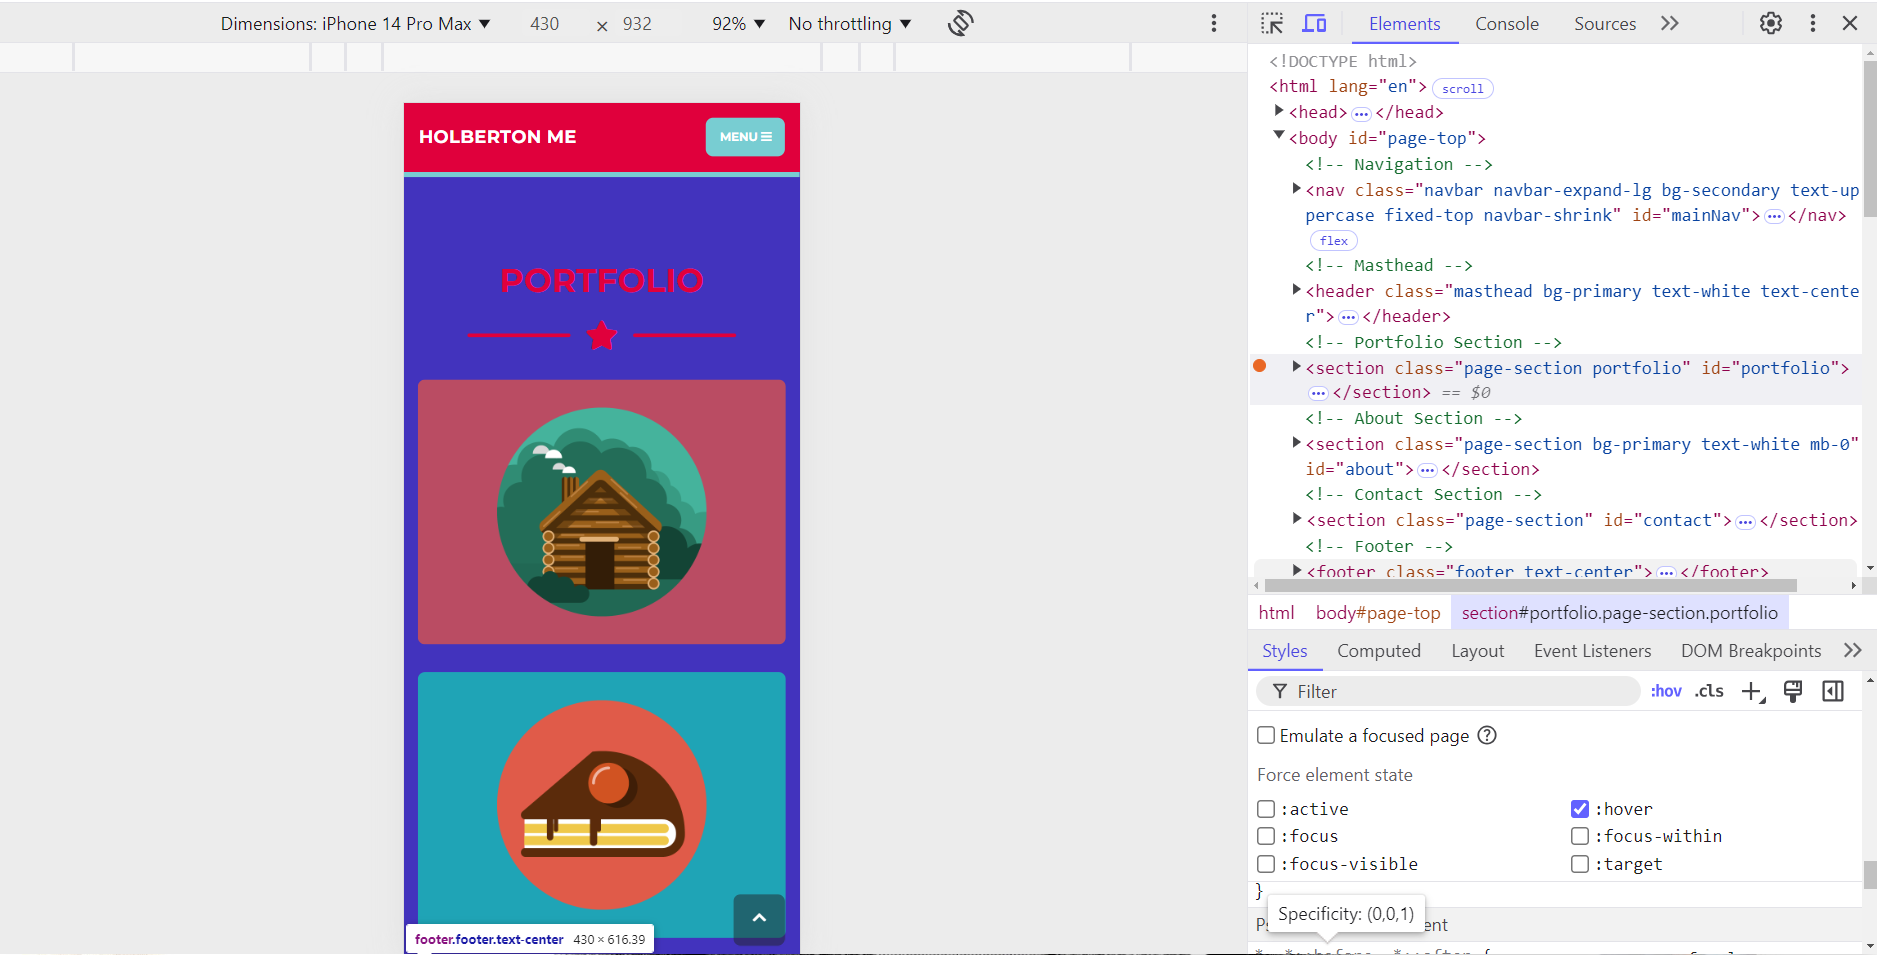 Dimensions: iPhone 14 Pro Max ▼ 430 × 932 92% ▼ No throttling ▼
HOLBERTON ME
MENU
PORTFOLIO
footer.footer.text-center 430 × 616.39
Elements Console Sources
<!DOCTYPE html>
<html lang="en"> scroll
<head> ⋯ </head>
<body id="page-top">
<!-- Navigation -->
<nav class="navbar navbar-expand-lg bg-secondary text-up
percase fixed-top navbar-shrink" id="mainNav"> ⋯ </nav>
flex
<!-- Masthead -->
<header class="masthead bg-primary text-white text-cente
r"> ⋯ </header>
<!-- Portfolio Section -->
<section class="page-section portfolio" id="portfolio">
⋯ </section> == $0
<!-- About Section -->
<section class="page-section bg-primary text-white mb-0"
id="about"> ⋯ </section>
<!-- Contact Section -->
<section class="page-section" id="contact"> ⋯ </section>
<!-- Footer -->
<footer class="footer text-center"> ⋯ </footer>
html body#page-top section#portfolio.page-section.portfolio
Styles Computed Layout Event Listeners DOM Breakpoints
Filter :hov .cls
Emulate a focused page
Force element state
:active :hover
:focus :focus-within
:focus-visible :target
}
Specificity: (0,0,1)